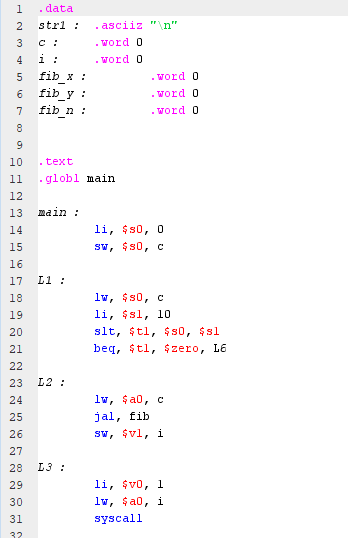 1 .data
2 str1 : .asciiz "\n"
3 c : .word 0
4 i : .word 0
5 fib_x : .word 0
6 fib_y : .word 0
7 fib_n : .word 0
8
9
10 .text
11 .globl main
12
13 main :
14 li, $s0, 0
15 sw, $s0, c
16
17 L1 :
18 lw, $s0, c
19 li, $s1, 10
20 slt, $t1, $s0, $s1
21 beq, $t1, $zero, L6
22
23 L2 :
24 lw, $a0, c
25 jal, fib
26 sw, $v1, i
27
28 L3 :
29 li, $v0, 1
30 lw, $a0, i
31 syscall
32